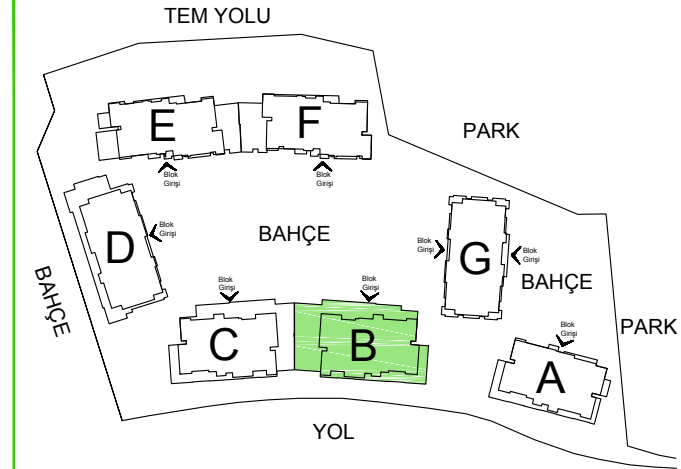 TEM YOLU
E
F
PARK
Blok
Girişi
Blok
Girişi
D
Blok
Girişi
BAHÇE
Blok
Girişi
G
Blok
Girişi
BAHÇE
BAHÇE
Blok
Girişi
Blok
Girişi
C
B
Blok
Girişi
A
PARK
YOL